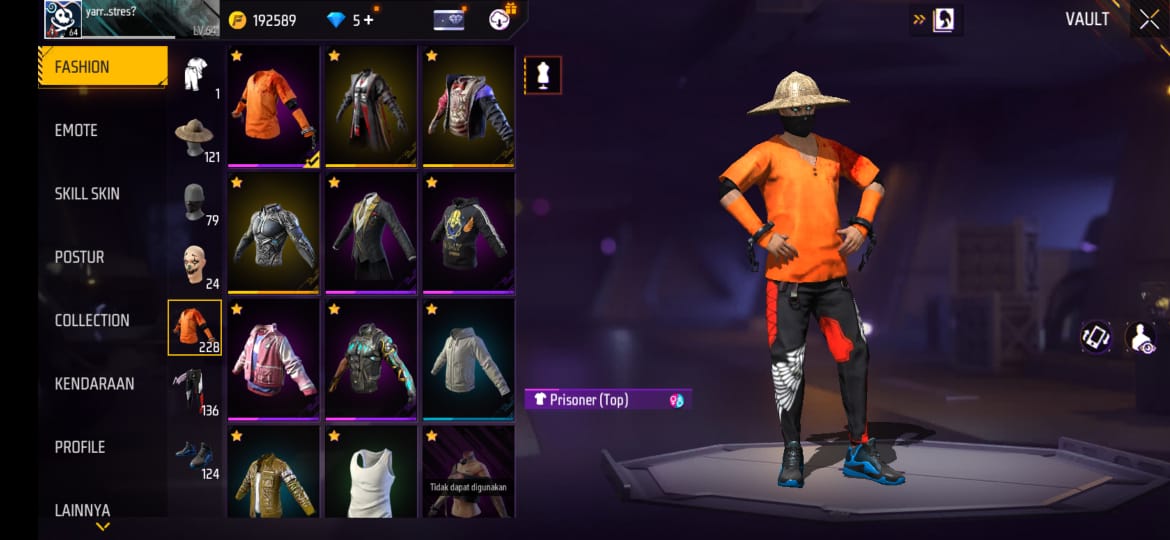 yarr..stres?
64
LV.64
192589
5 +
VAULT
FASHION
EMOTE
SKILL SKIN
POSTUR
COLLECTION
KENDARAAN
PROFILE
LAINNYA
1
121
79
24
228
136
124
Tidak dapat digunakan
Prisoner (Top)